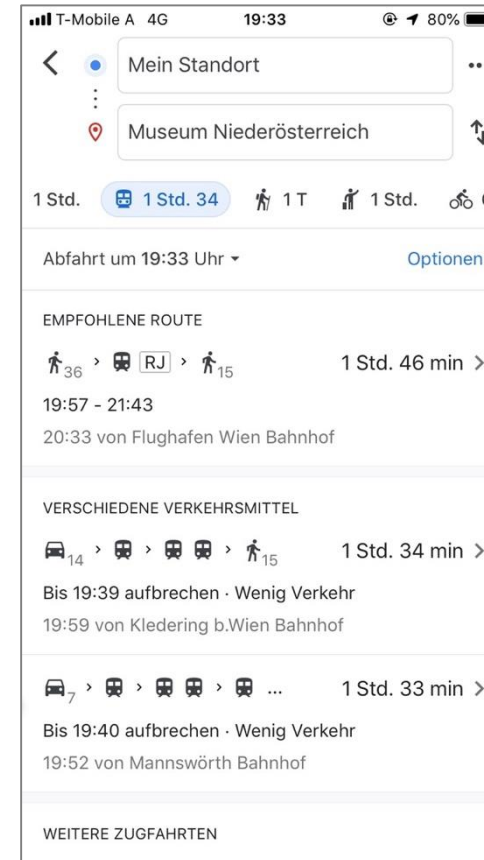 T-Mobile A 4G 19:33 80%
Mein Standort
Museum Niederösterreich
1 Std. 1 Std. 34 1 T 1 Std.
Abfahrt um 19:33 Uhr Optionen
EMPFOHLENE ROUTE
36 RJ 15 1 Std. 46 min
19:57 - 21:43
20:33 von Flughafen Wien Bahnhof
VERSCHIEDENE VERKEHRSMITTEL
14 15 1 Std. 34 min
Bis 19:39 aufbrechen · Wenig Verkehr
19:59 von Kledering b.Wien Bahnhof
7 ... 1 Std. 33 min
Bis 19:40 aufbrechen · Wenig Verkehr
19:52 von Mannswörth Bahnhof
WEITERE ZUGFAHRTEN